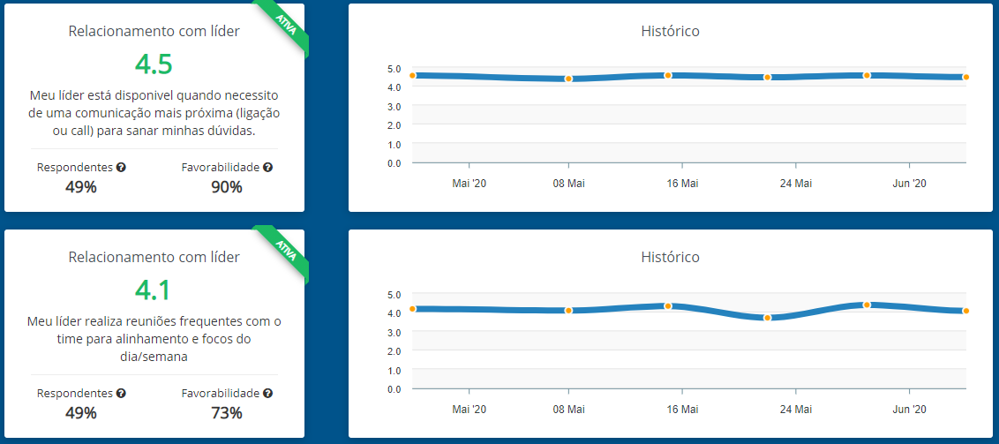 Relacionamento com líder
ATIVA
4.5
Meu líder está disponivel quando necessito
de uma comunicação mais próxima (ligação
ou call) para sanar minhas dúvidas.
Respondentes Favorabilidade
49% 90%
Histórico
5.0
4.0
3.0
2.0
1.0
0.0
Mai '20 08 Mai 16 Mai 24 Mai Jun '20
Relacionamento com líder
ATIVA
4.1
Meu líder realiza reuniões frequentes com o
time para alinhamento e focos do
dia/semana
Respondentes Favorabilidade
49% 73%
Histórico
5.0
4.0
3.0
2.0
1.0
0.0
Mai '20 08 Mai 16 Mai 24 Mai Jun '20